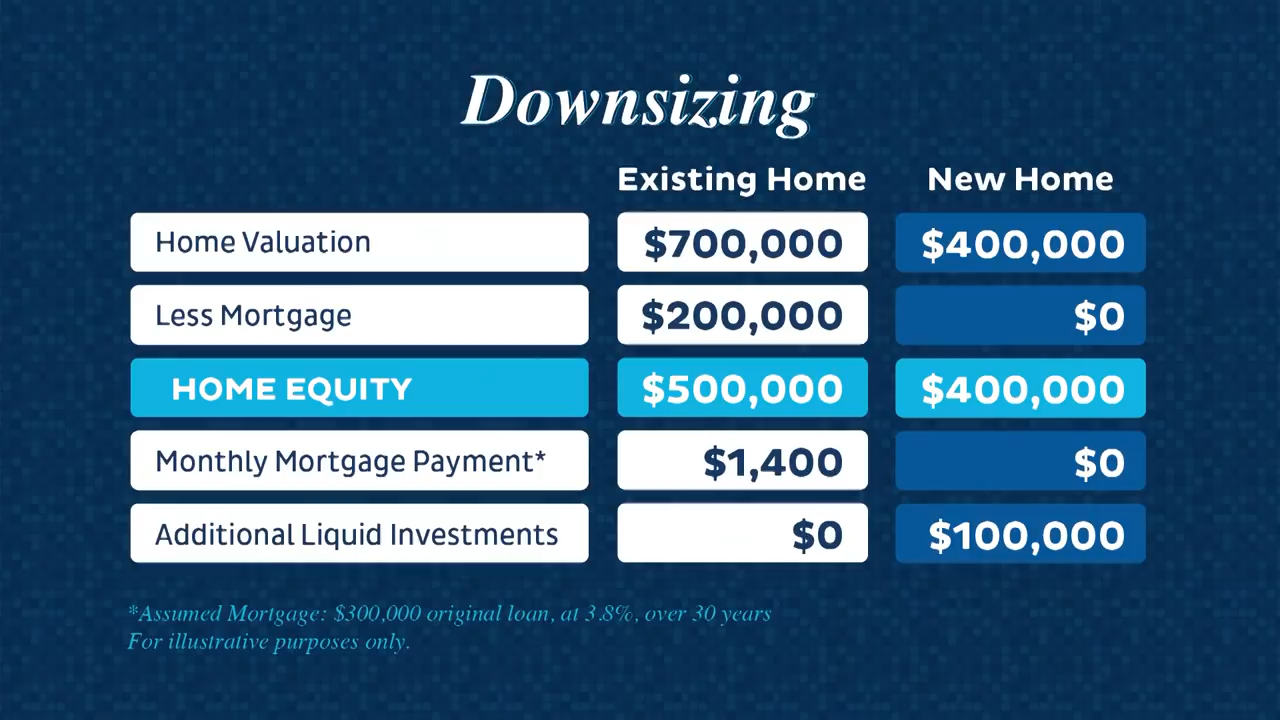 Downsizing
Existing Home New Home
Home Valuation $700,000 $400,000
Less Mortgage $200,000 $0
HOME EQUITY $500,000 $400,000
Monthly Mortgage Payment* $1,400 $0
Additional Liquid Investments $0 $100,000
*Assumed Mortgage: $300,000 original loan, at 3.8%, over 30 years
For illustrative purposes only.